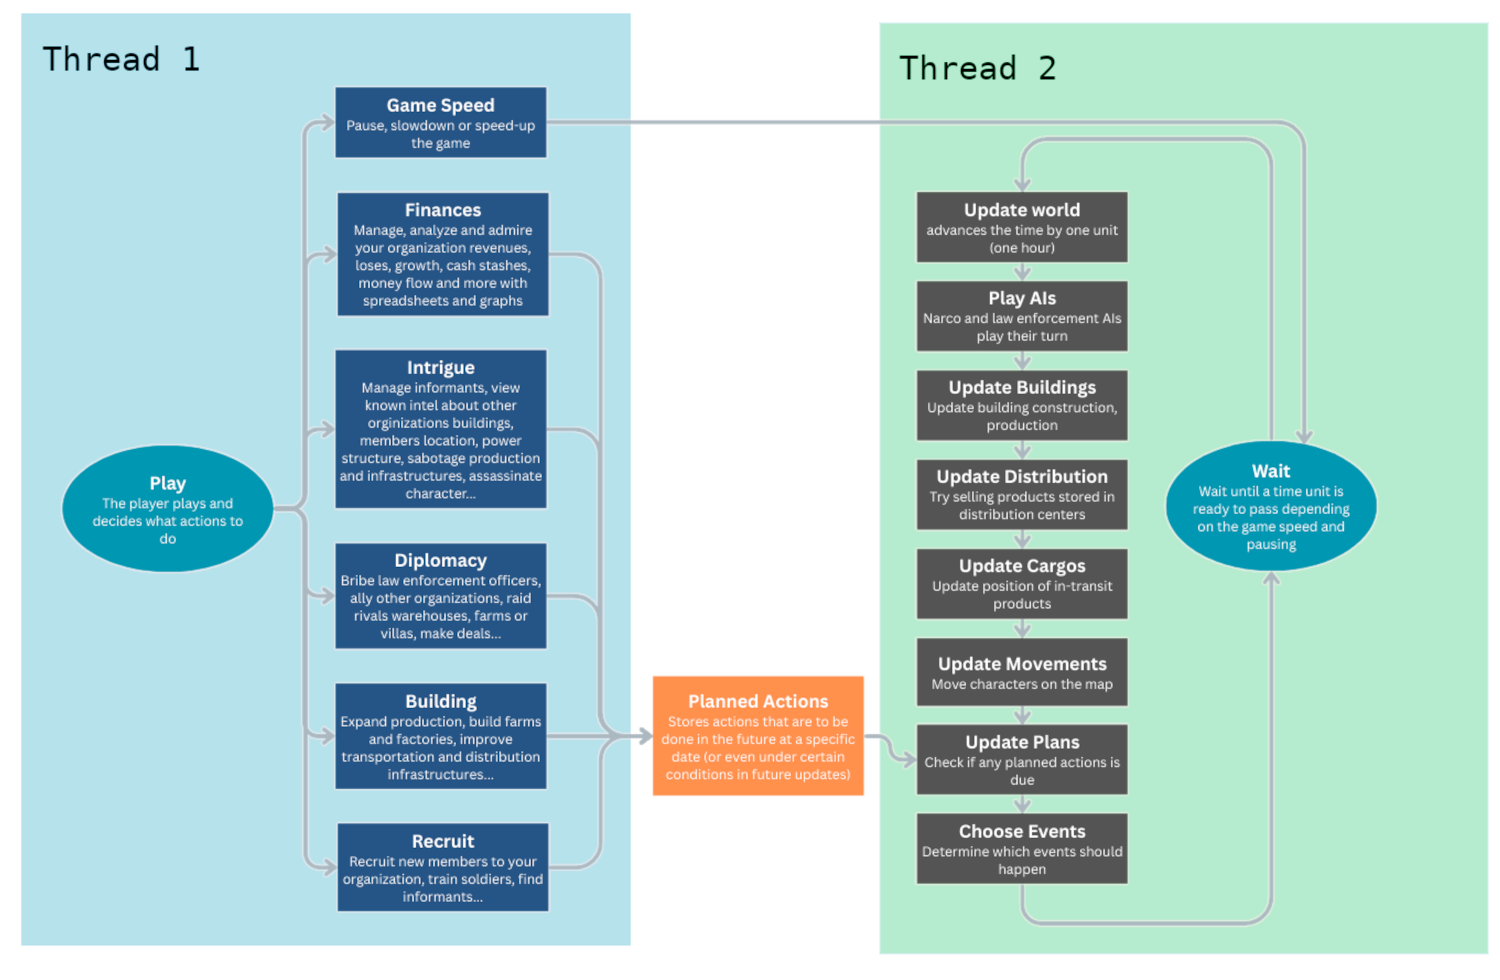 Thread 1
Game Speed
Pause, slowdown or speed-up
the game
Finances
Manage, analyze and admire
your organization revenues,
loses, growth, cash stashes,
money flow and more with
spreadsheets and graphs
Intrigue
Manage informants, view
known intel about other
orginizations buildings,
members location, power
structure, sabotage production
and infrastructures, assassinate
character...
Play
The player plays and
decides what actions to
do
Diplomacy
Bribe law enforcement officers,
ally other organizations, raid
rivals warehouses, farms or
villas, make deals...
Building
Expand production, build farms
and factories, improve
transportation and distribution
infrastructures...
Recruit
Recruit new members to your
organization, train soldiers, find
informants...
Planned Actions
Stores actions that are to be
done in the future at a specific
date (or even under certain
conditions in future updates)
Thread 2
Update world
advances the time by one unit
(one hour)
Play AIs
Narco and law enforcement AIs
play their turn
Update Buildings
Update building construction,
production
Update Distribution
Try selling products stored in
distribution centers
Update Cargos
Update position of in-transit
products
Update Movements
Move characters on the map
Update Plans
Check if any planned actions is
due
Choose Events
Determine which events should
happen
Wait
Wait until a time unit is
ready to pass depending
on the game speed and
pausing